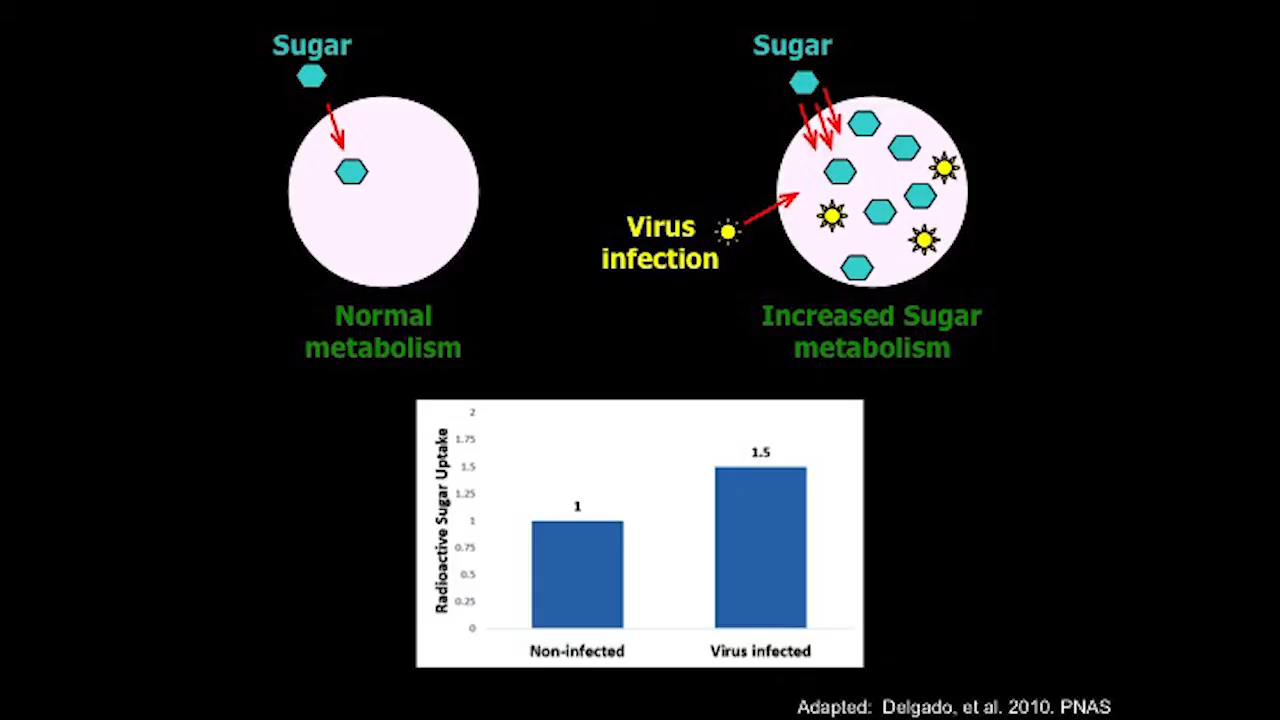 Sugar
Sugar
Virus
infection
Normal
metabolism
Increased Sugar
metabolism
Radioactive Sugar Uptake
2
1.75
1.5
1.25
1
0.75
0.5
0.25
0
1
1.5
Non-infected
Virus infected
Adapted: Delgado, et al. 2010. PNAS